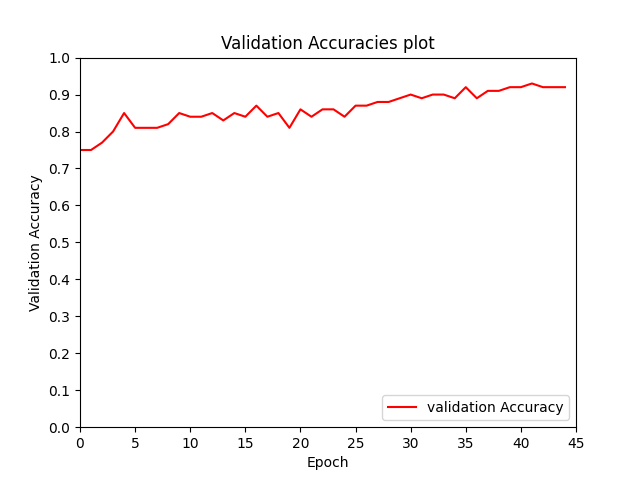 Validation Accuracies plot
1.0
0.9
0.8
0.7
0.6
0.5
0.4
0.3
0.2
0.1
0.0
Validation Accuracy
validation Accuracy
0 5 10 15 20 25 30 35 40 45
Epoch